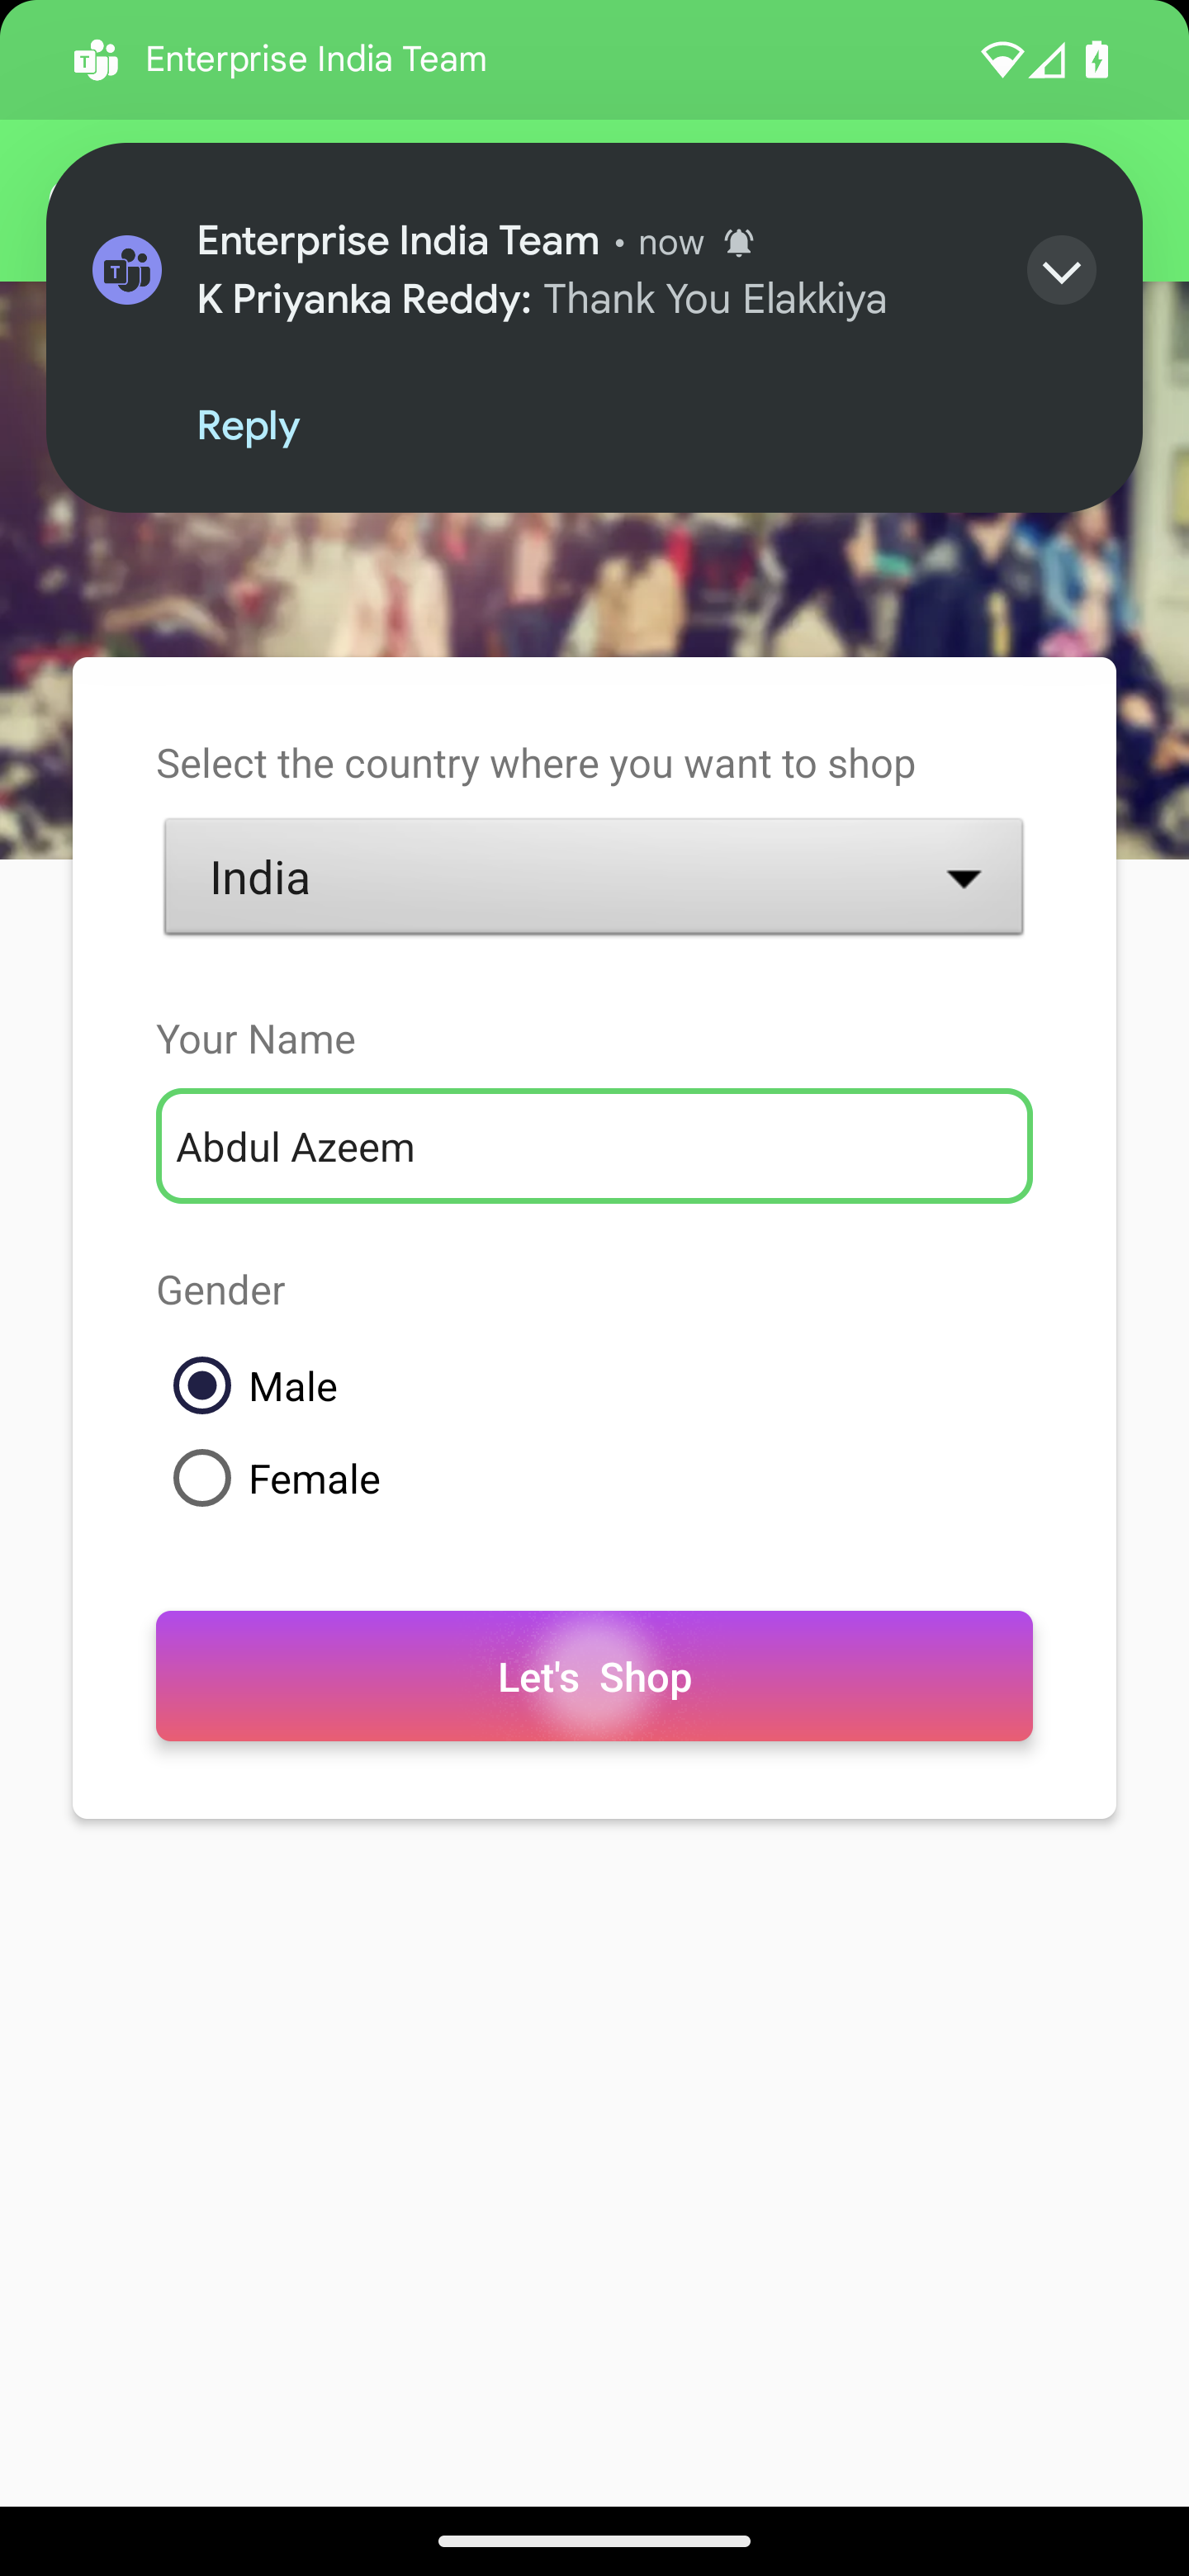 Enterprise India Team
Enterprise India Team • now
K Priyanka Reddy: Thank You Elakkiya
Reply
Select the country where you want to shop
India
Your Name
Abdul Azeem
Gender
Male
Female
Let's Shop